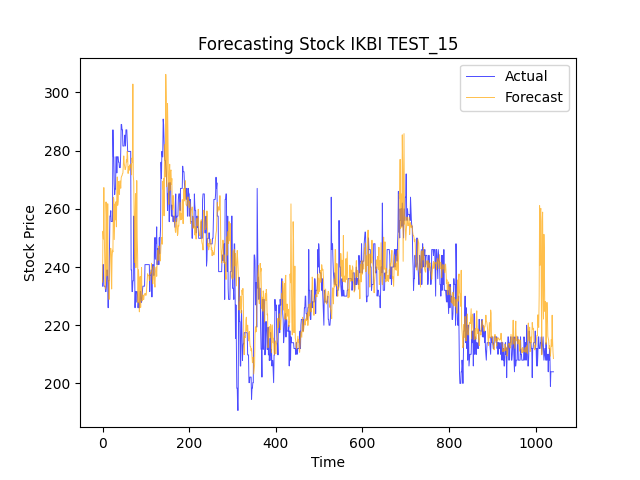 Forecasting Stock IKBI TEST_15
Actual
Forecast
Stock Price
300
280
260
240
220
200
0 200 400 600 800 1000
Time